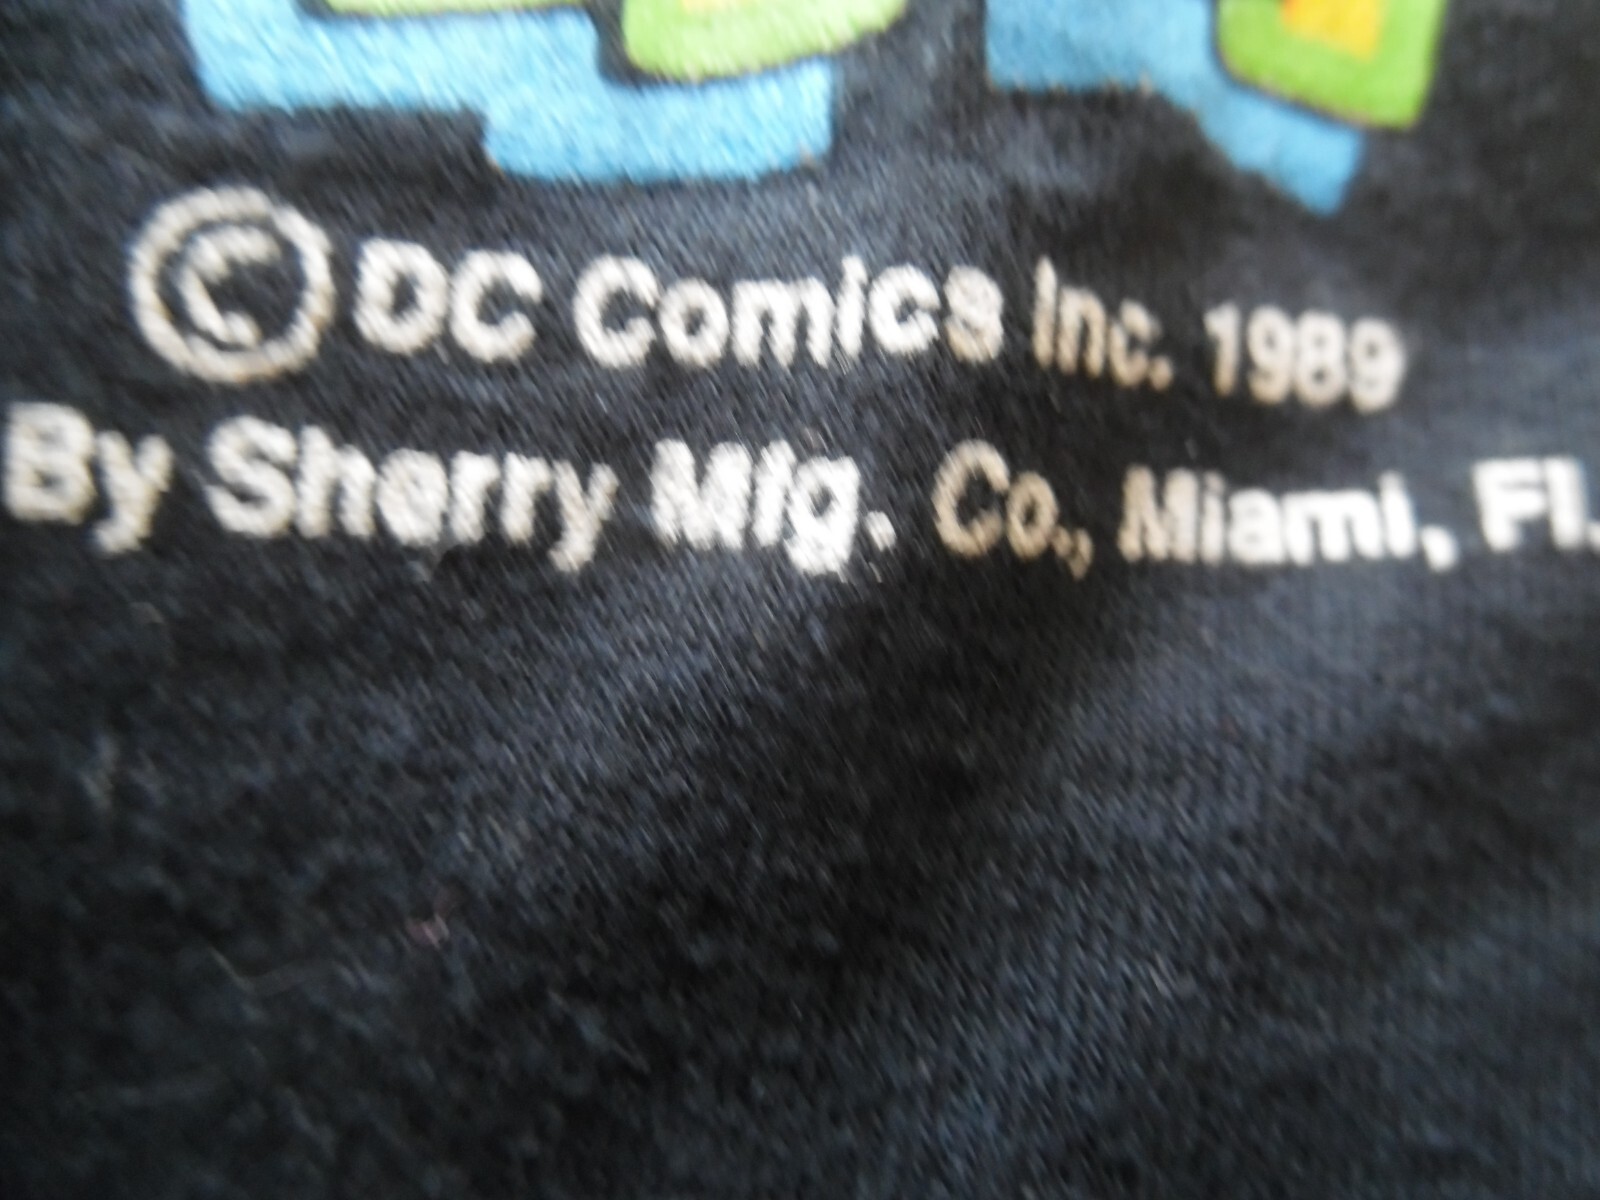 © DC Comics Inc. 1989
By Sherry Mfg. Co., Miami, Fl.